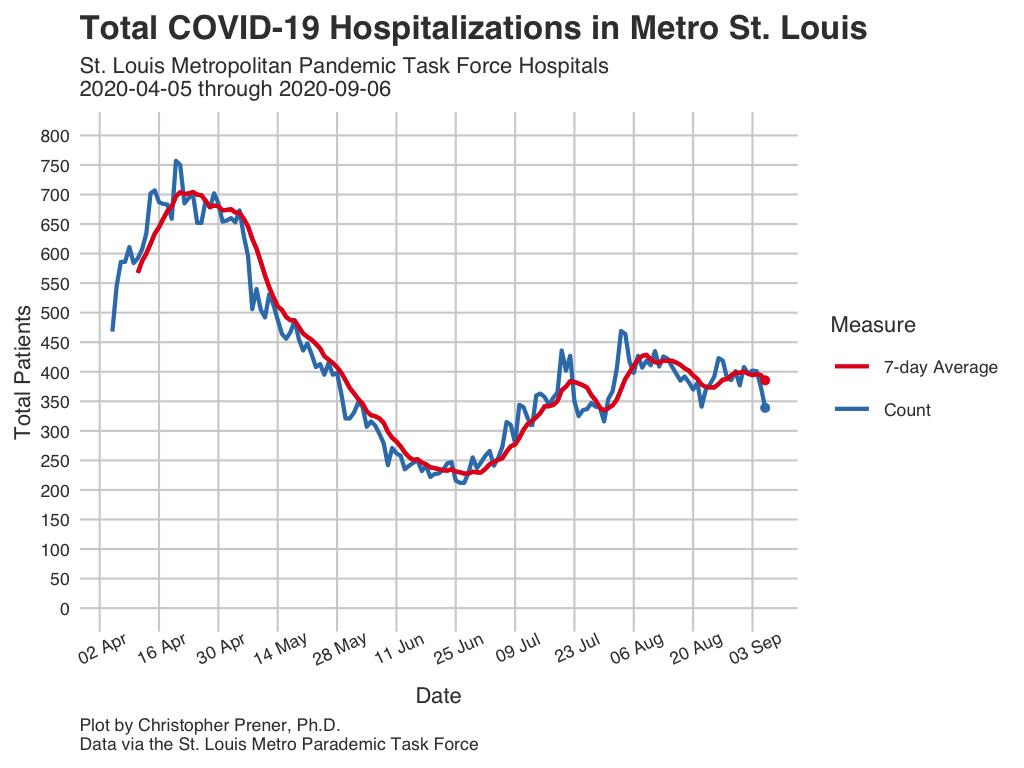 Total COVID-19 Hospitalizations in Metro St. Louis
St. Louis Metropolitan Pandemic Task Force Hospitals
2020-04-05 through 2020-09-06
800
750
700
650
600
550
500
450
400
350
300
250
200
150
100
50
0
Total Patients
02 Apr
16 Apr
30 Apr
14 May
28 May
11 Jun
25 Jun
09 Jul
23 Jul
06 Aug
20 Aug
03 Sep
Date
Measure
7-day Average
Count
Plot by Christopher Prener, Ph.D.
Data via the St. Louis Metro Parademic Task Force